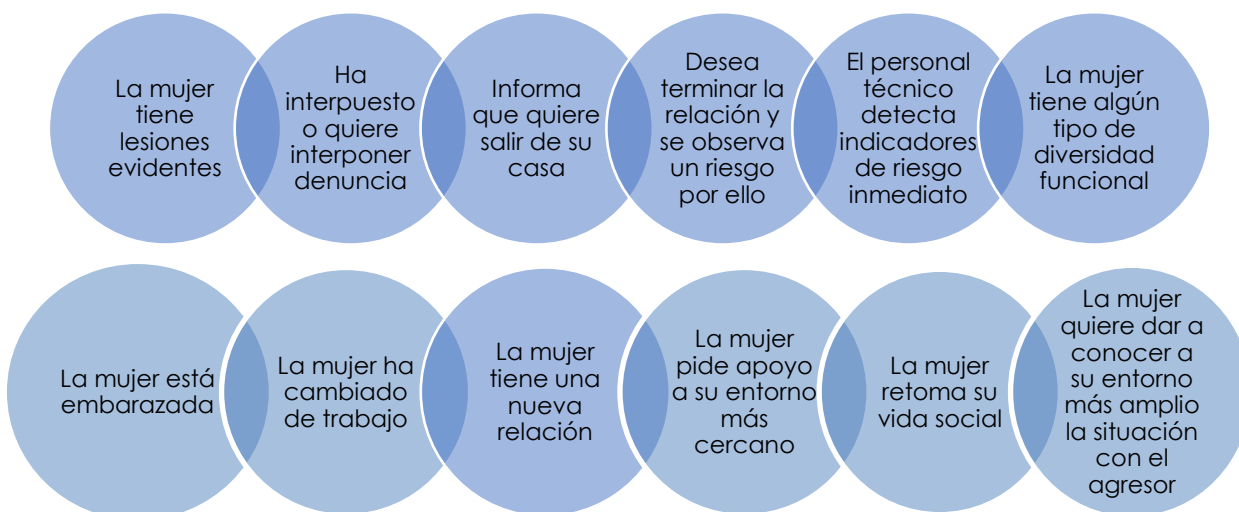 La mujer
tiene
lesiones
evidentes
Ha
interpuesto
o quiere
interponer
denuncia
Informa
que quiere
salir de su
casa
Desea
terminar la
relación y
se observa
un riesgo
por ello
El personal
técnico
detecta
indicadores
de riesgo
inmediato
La mujer
tiene algún
tipo de
diversidad
funcional
La mujer está
embarazada
La mujer ha
cambiado
de trabajo
La mujer
tiene una
nueva
relación
La mujer
pide apoyo
a su entorno
más
cercano
La mujer
retoma su
vida social
La mujer
quiere dar a
conocer a
su entorno
más amplio
la situación
con el
agresor